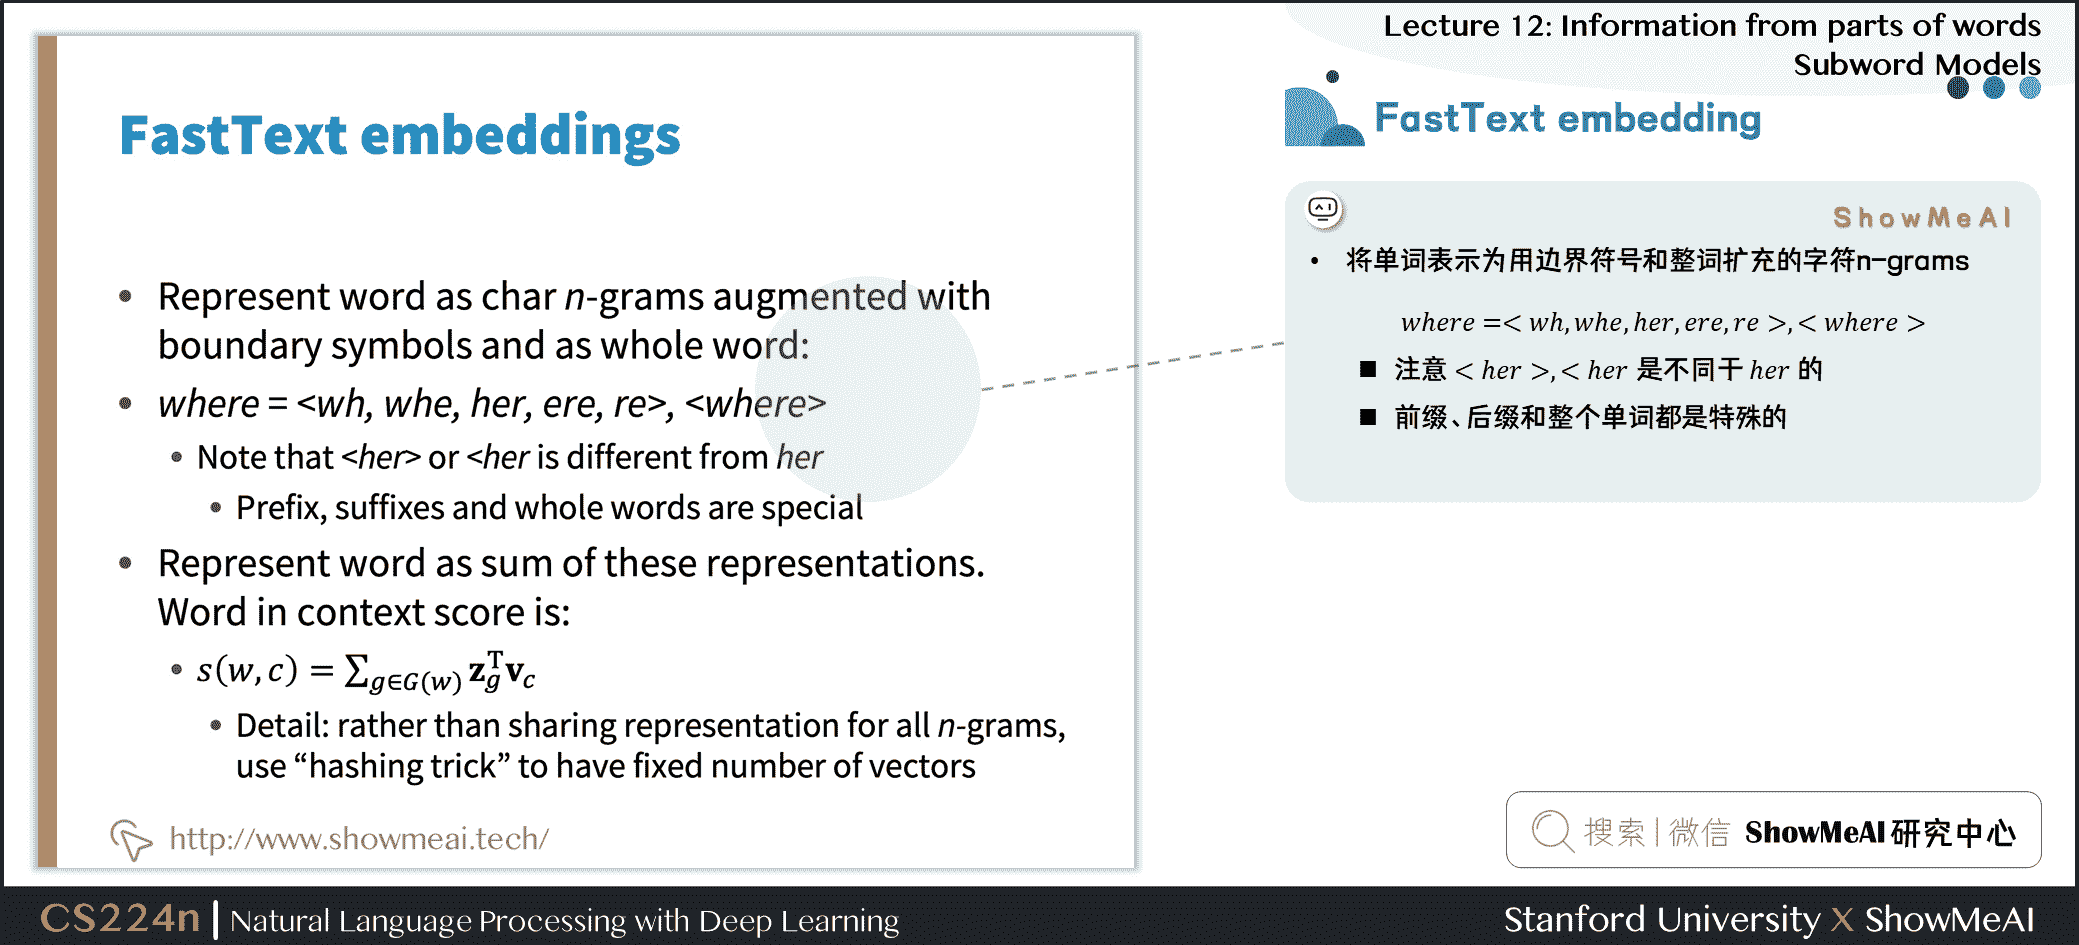 Lecture 12: Information from parts of words
Subword Models
FastText embeddings
• Represent word as char n-grams augmented with
boundary symbols and as whole word:
• where = <wh, whe, her, ere, re>, <where>
• Note that <her> or <her is different from her
• Prefix, suffixes and whole words are special
• Represent word as sum of these representations.
Word in context score is:
• s(w, c) = ∑_{g∈G(w)} z_g^T v_c
• Detail: rather than sharing representation for all n-grams,
use “hashing trick” to have fixed number of vectors
http://www.showmeai.tech/
FastText embedding
ShowMeAI
• 将单词表示为用边界符号和整词扩充的字符n-grams
where =< wh, whe, her, ere, re >, < where >
■ 注意 < her >, < her 是不同于 her 的
■ 前缀、后缀和整个单词都是特殊的
搜索 | 微信 ShowMeAI 研究中心
CS224n | Natural Language Processing with Deep Learning
Stanford University X ShowMeAI